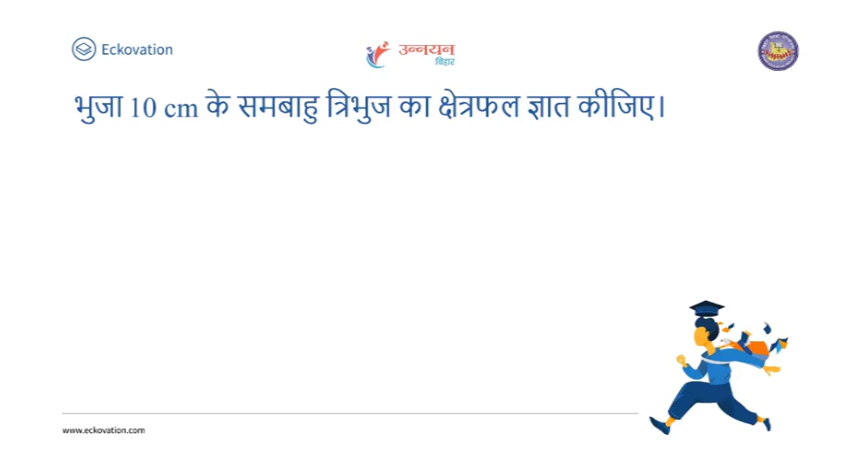 Eckovation
उन्नयन
बिहार
भुजा 10 cm के समबाहु त्रिभुज का क्षेत्रफल ज्ञात कीजिए।
www.eckovation.com